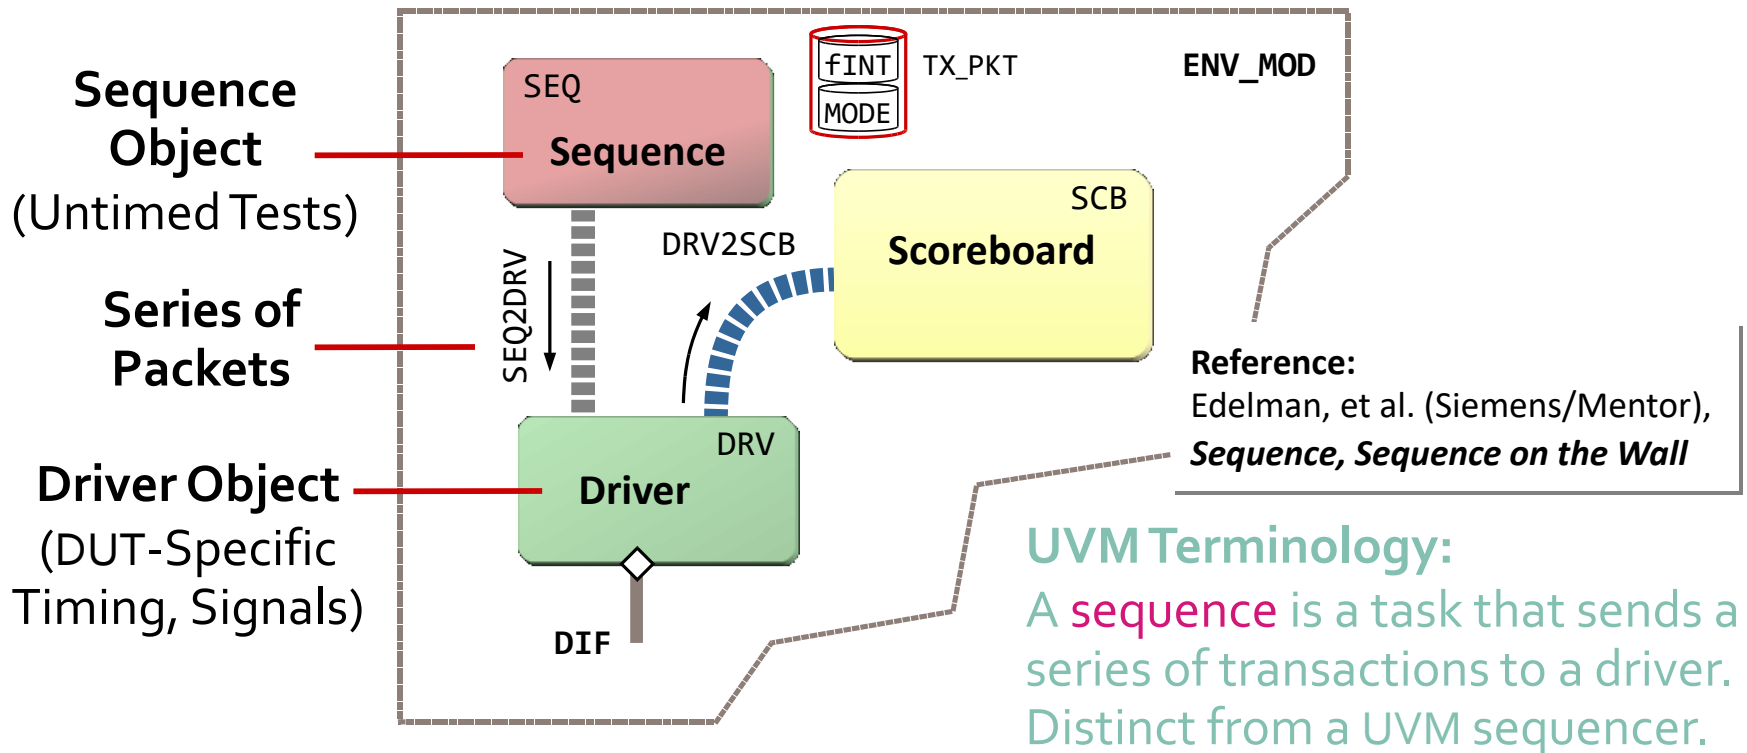 Sequence
Object
(Untimed Tests)
Series of
Packets
Driver Object
(DUT-Specific
Timing, Signals)
SEQ
Sequence
fINT
MODE
TX_PKT
ENV_MOD
SEQ2DRV
DRV2SCB
SCB
Scoreboard
DRV
Driver
DIF
Reference:
Edelman, et al. (Siemens/Mentor),
Sequence, Sequence on the Wall
UVM Terminology:
A sequence is a task that sends a
series of transactions to a driver.
Distinct from a UVM sequencer.